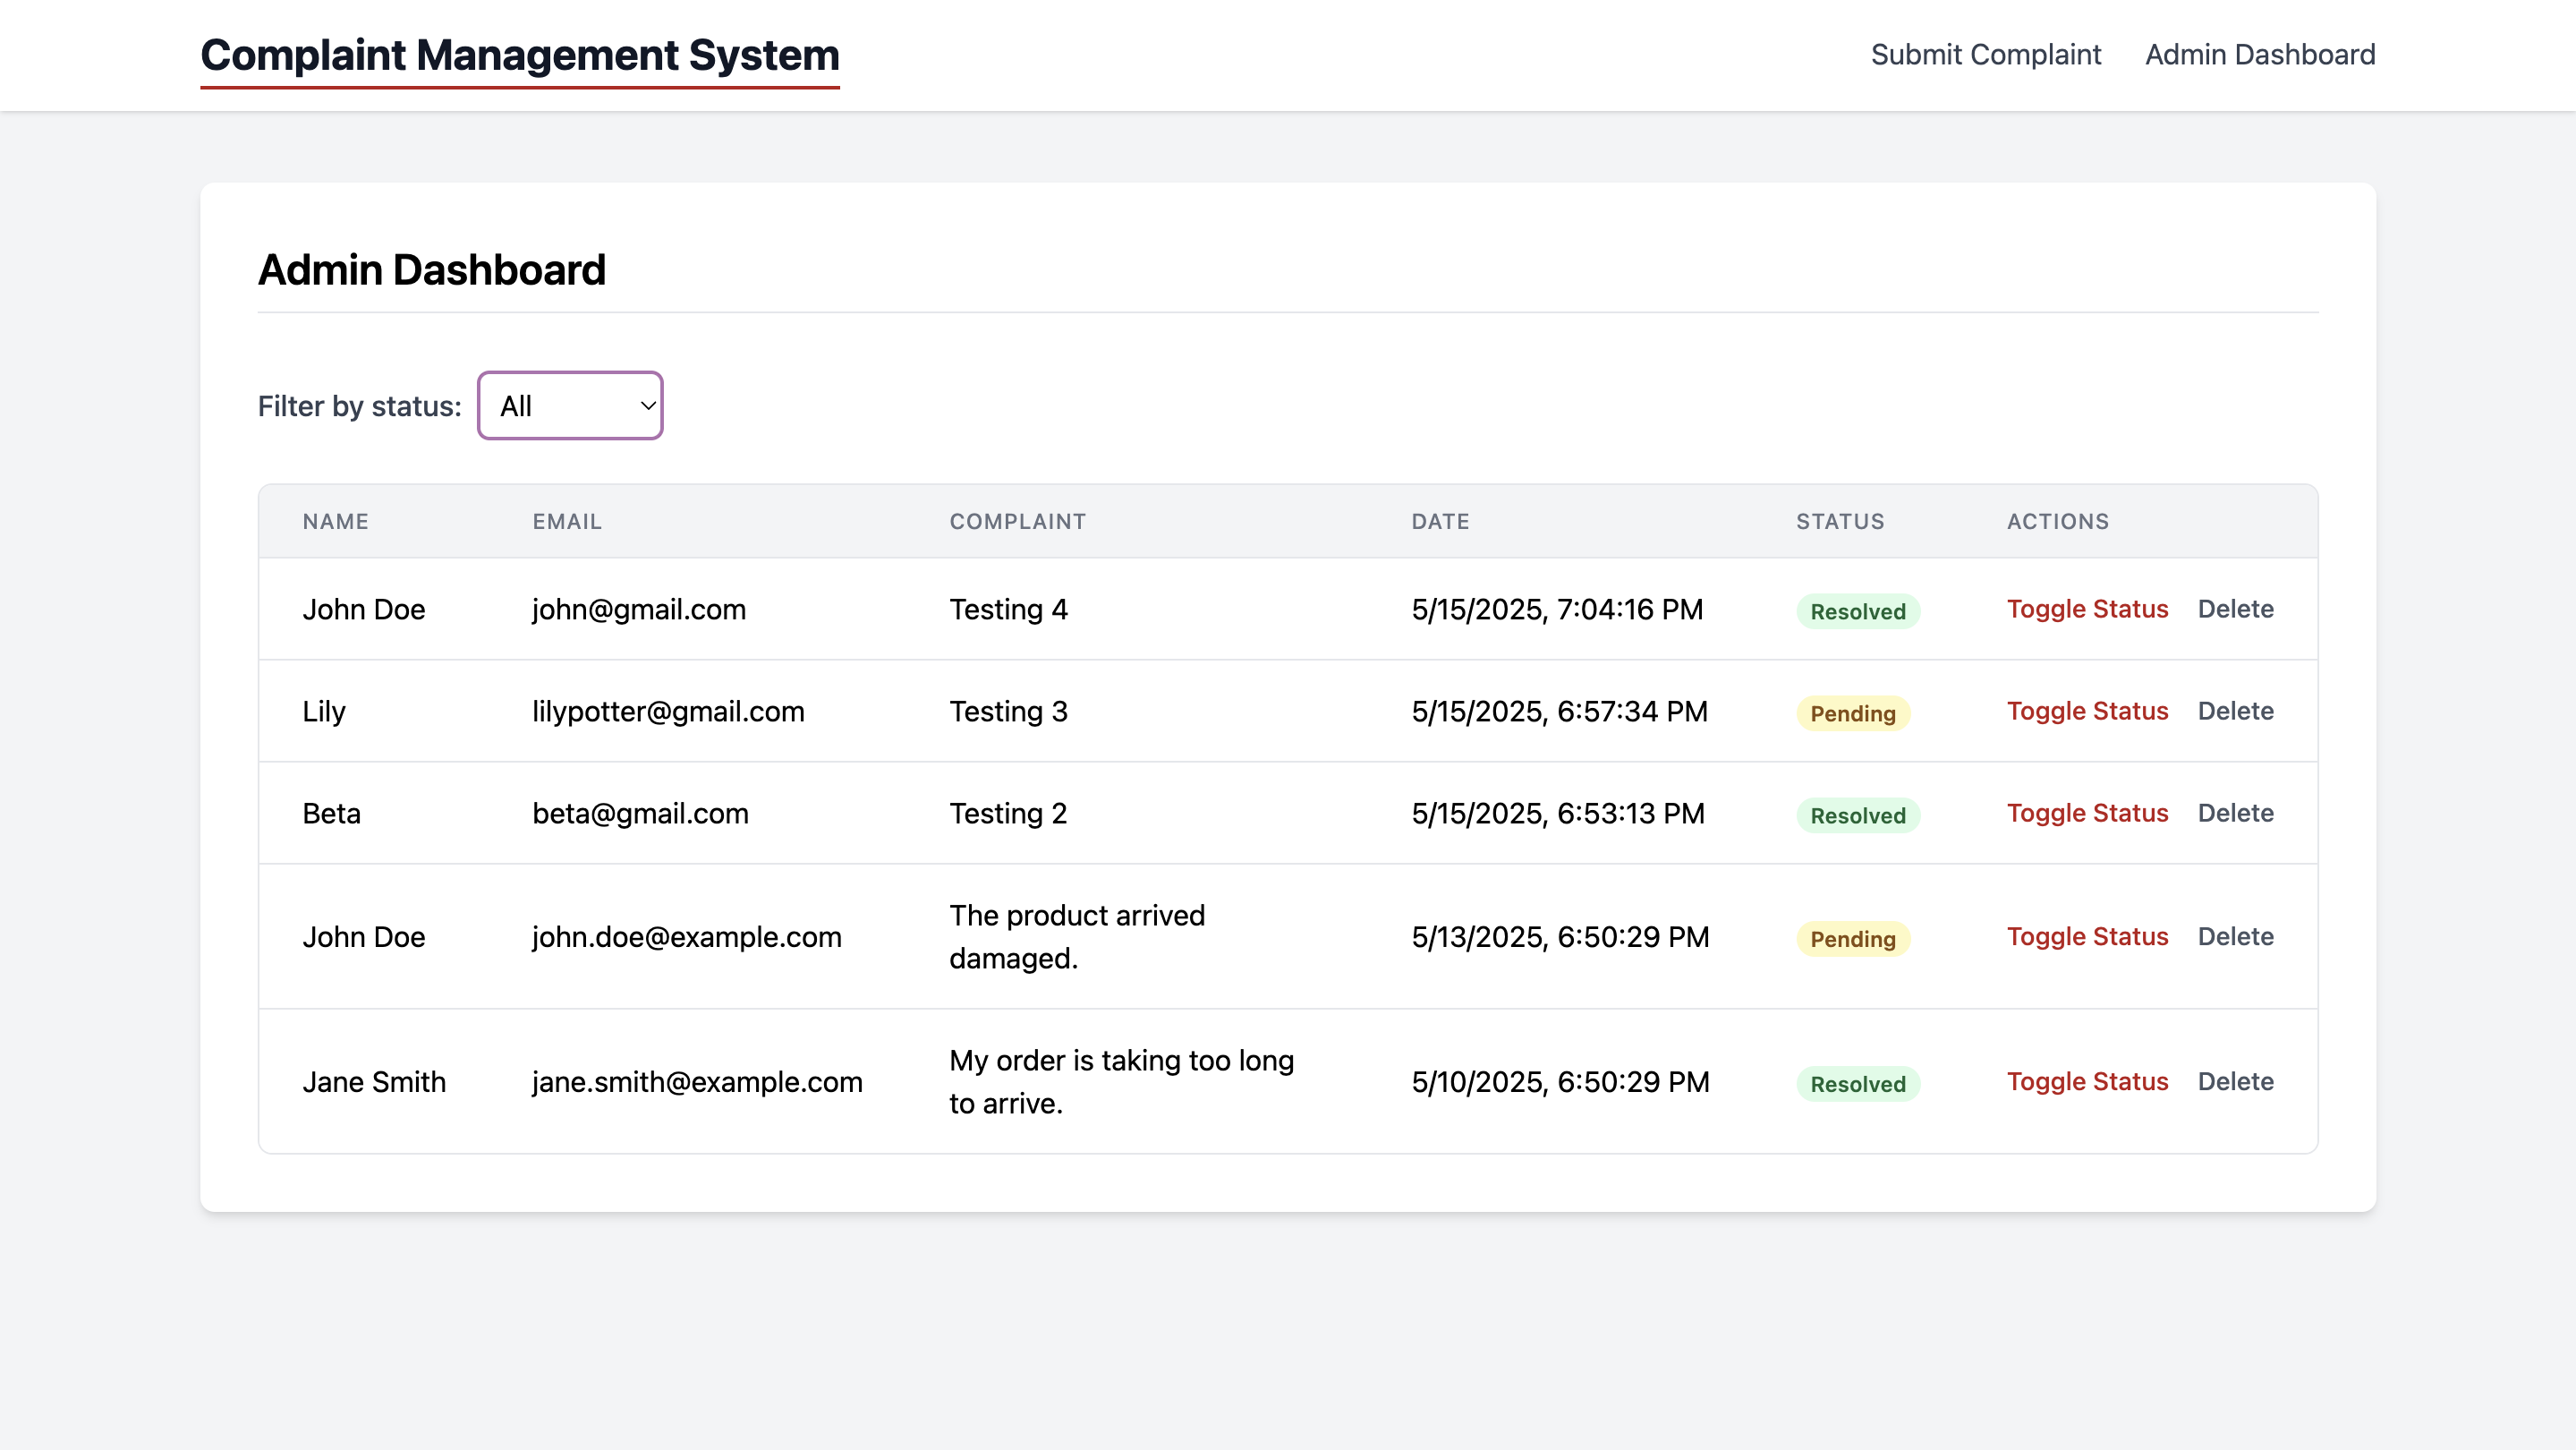 Complaint Management System
Submit Complaint Admin Dashboard
Admin Dashboard
Filter by status: All
NAME EMAIL COMPLAINT DATE STATUS ACTIONS
John Doe john@gmail.com Testing 4 5/15/2025, 7:04:16 PM Resolved Toggle Status Delete
Lily lilypotter@gmail.com Testing 3 5/15/2025, 6:57:34 PM Pending Toggle Status Delete
Beta beta@gmail.com Testing 2 5/15/2025, 6:53:13 PM Resolved Toggle Status Delete
John Doe john.doe@example.com The product arrived
damaged. 5/13/2025, 6:50:29 PM Pending Toggle Status Delete
Jane Smith jane.smith@example.com My order is taking too long
to arrive. 5/10/2025, 6:50:29 PM Resolved Toggle Status Delete